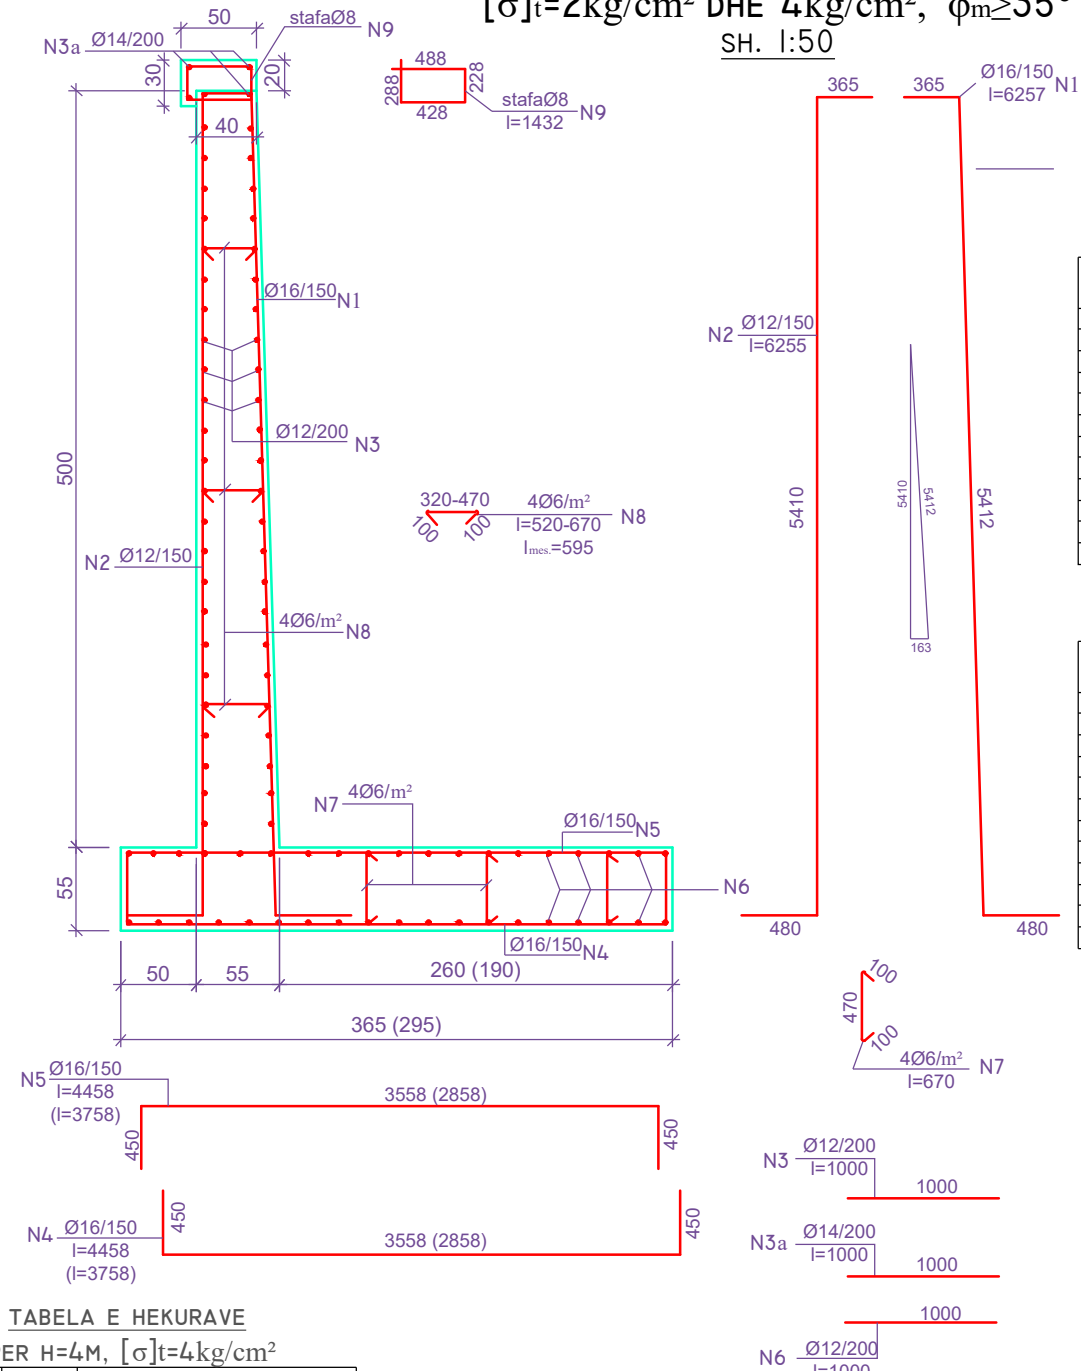 [σ]t=2kg/cm² DHE 4kg/cm², φm≥35°
SH. 1:50
50
stafaØ8
N9
N3a
Ø14/200
30
20
40
488
288
228
428
stafaØ8
l=1432
N9
365
365
Ø16/150
l=6257
N1
Ø16/150
N1
N2
Ø12/150
l=6255
500
Ø12/200
N3
320-470
100
100
4Ø6/m²
l=520-670
lmes.=595
N8
5410
5410
5412
163
5412
N2
Ø12/150
4Ø6/m²
N8
N7
4Ø6/m²
Ø16/150
N5
55
N6
Ø16/150
N4
480
480
50
55
260 (190)
365 (295)
100
470
100
4Ø6/m²
l=670
N7
N5
Ø16/150
l=4458
(l=3758)
3558 (2858)
450
450
N3
Ø12/200
l=1000
1000
N4
Ø16/150
l=4458
(l=3758)
450
450
3558 (2858)
N3a
Ø14/200
l=1000
1000
TABELA E HEKURAVE
PER H=4M, [σ]t=4kg/cm²
1000
N6
Ø12/200
l=1000